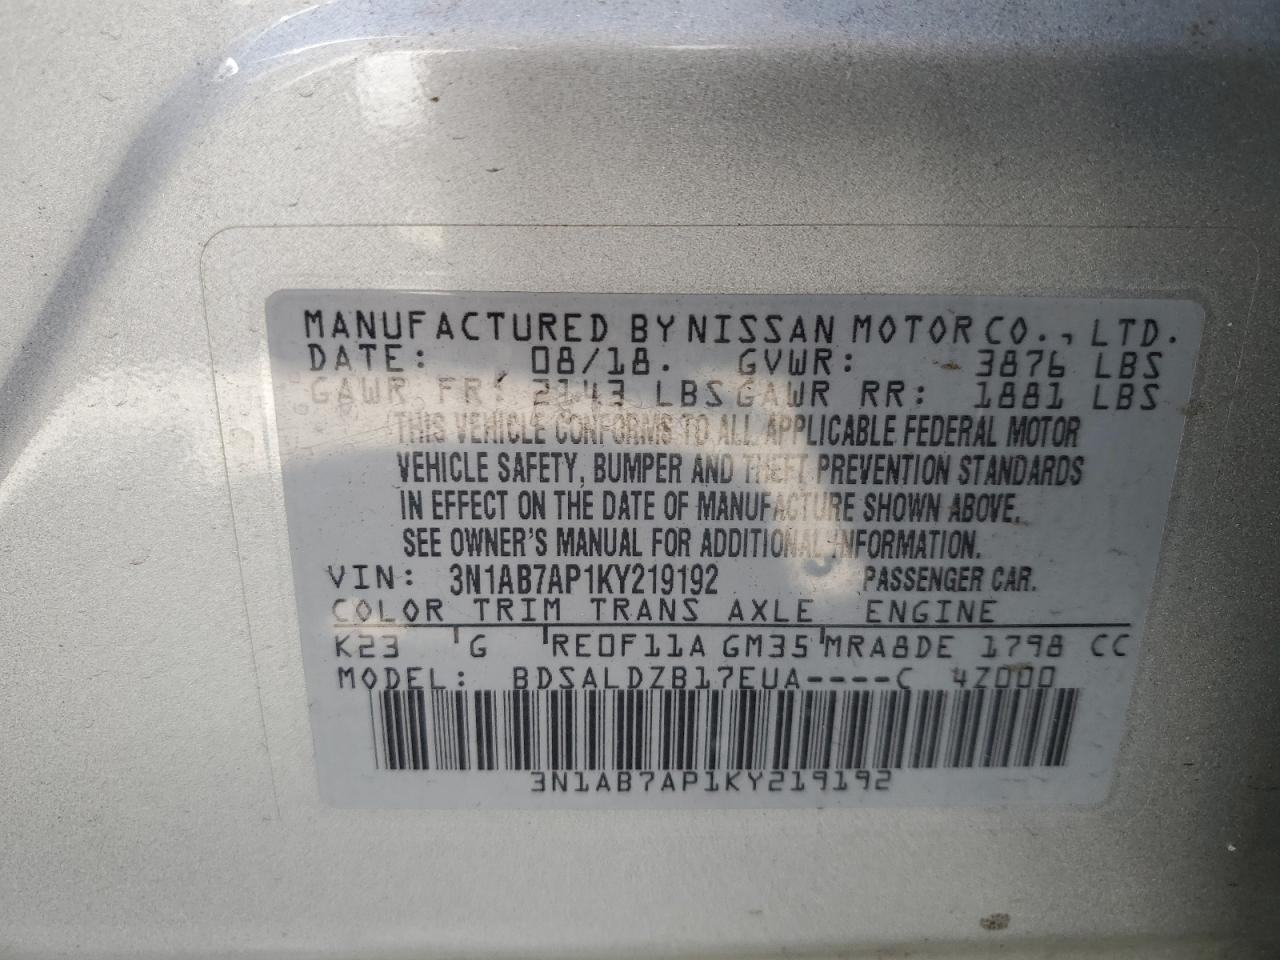 MANUFACTURED BY NISSAN MOTOR CO., LTD.
DATE: 08/18. GVWR: 3876 LBS
GAWR FR: 2143 LBS GAWR RR: 1881 LBS
THIS VEHICLE CONFORMS TO ALL APPLICABLE FEDERAL MOTOR
VEHICLE SAFETY, BUMPER AND THEFT PREVENTION STANDARDS
IN EFFECT ON THE DATE OF MANUFACTURE SHOWN ABOVE.
SEE OWNER'S MANUAL FOR ADDITIONAL INFORMATION.
VIN: 3N1AB7AP1KY219192 PASSENGER CAR.
COLOR TRIM TRANS AXLE ENGINE
K23 G RE0F11A GM35 MRA8DE 1798 CC
MODEL: BDSALDZB17EUA----C 4Z000
3N1AB7AP1KY219192